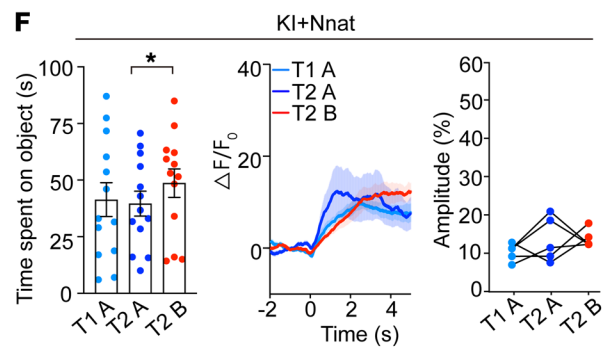 F
KI+Nnat
Time spent on object (s)
100
75
50
25
0
*
T1 A
T2 A
T2 B
ΔF/F0
40
20
0
-2
0
2
4
Time (s)
T1 A
T2 A
T2 B
Amplitude (%)
60
50
40
30
20
10
0
T1 A
T2 A
T2 B